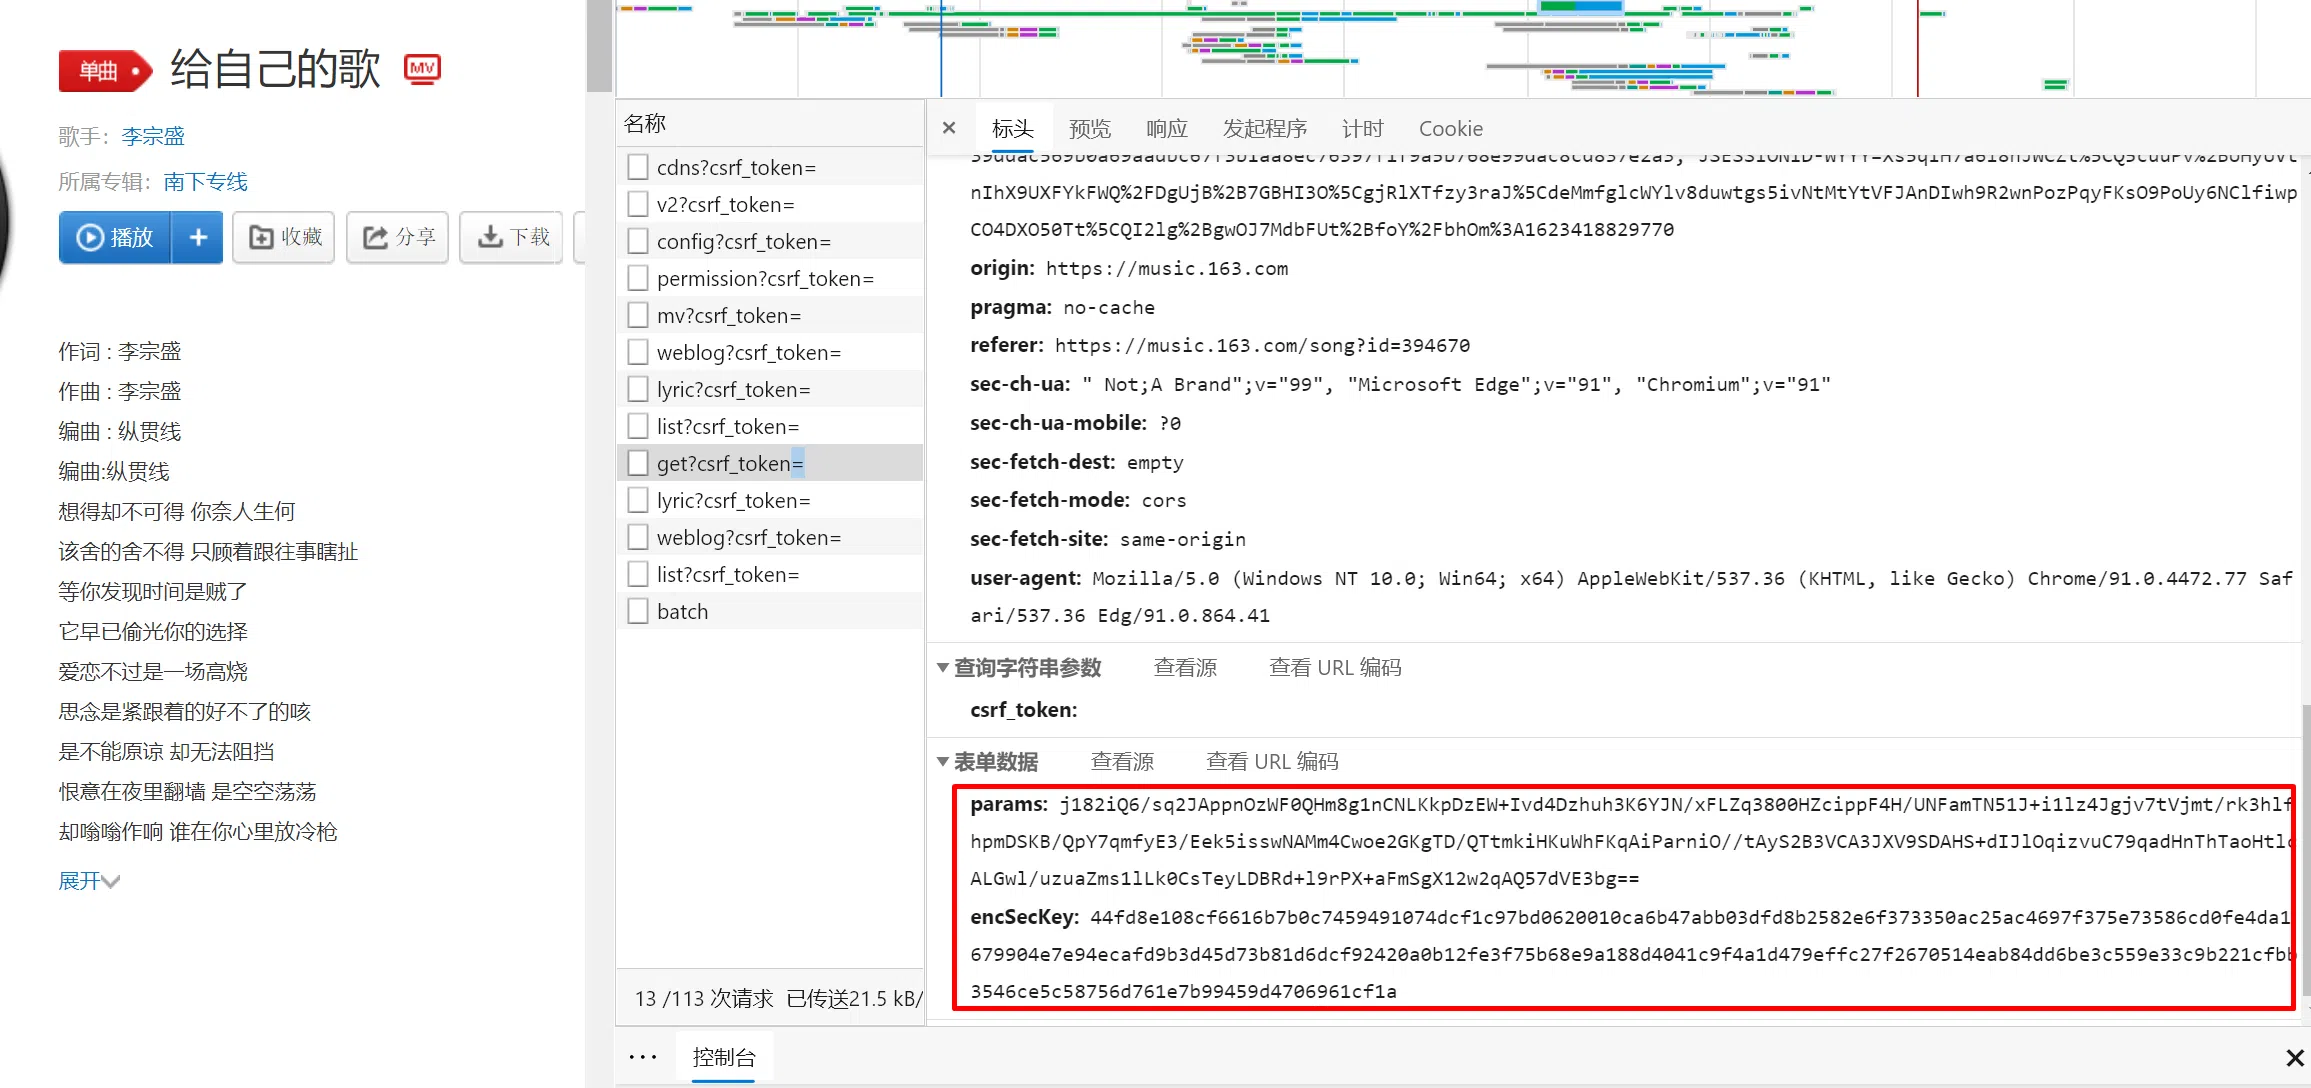 单曲
给自己的歌
MV
歌手：李宗盛
所属专辑：南下专线
播放
+
收藏
分享
下载
作词 : 李宗盛
作曲 : 李宗盛
编曲 : 纵贯线
编曲:纵贯线
想得却不可得 你奈人生何
该舍的舍不得 只顾着跟往事瞎扯
等你发现时间是贼了
它早已偷光你的选择
爱恋不过是一场高烧
思念是紧跟着的好不了的咳
是不能原谅 却无法阻挡
恨意在夜里翻墙 是空空荡荡
却嗡嗡作响 谁在你心里放冷枪
展开
名称
cdns?csrf_token=
v2?csrf_token=
config?csrf_token=
permission?csrf_token=
mv?csrf_token=
weblog?csrf_token=
lyric?csrf_token=
list?csrf_token=
get?csrf_token=
lyric?csrf_token=
weblog?csrf_token=
list?csrf_token=
batch
13 /113 次请求 已传送21.5 kB/
标头 预览 响应 发起程序 计时 Cookie
nIhX9UXFYkFWQ%2FDgUjB%2B7GBHI3O%5CgjRlXTfzy3raJ%5CdeMmfglcWYlv8duwtgs5ivNtMtYtVFJAnDIwh9R2wnPozPqyFKsO9PoUy6NClfiwp
CO4DXO50Tt%5CQI2lg%2BgwOJ7MdbFUt%2BfoY%2FbhOm%3A1623418829770
origin: https://music.163.com
pragma: no-cache
referer: https://music.163.com/song?id=394670
sec-ch-ua: " Not;A Brand";v="99", "Microsoft Edge";v="91", "Chromium";v="91"
sec-ch-ua-mobile: ?0
sec-fetch-dest: empty
sec-fetch-mode: cors
sec-fetch-site: same-origin
user-agent: Mozilla/5.0 (Windows NT 10.0; Win64; x64) AppleWebKit/537.36 (KHTML, like Gecko) Chrome/91.0.4472.77 Saf
ari/537.36 Edg/91.0.864.41
查询字符串参数 查看源 查看 URL 编码
csrf_token:
表单数据 查看源 查看 URL 编码
params: j182iQ6/sq2JAppnOzWF0QHm8g1nCNLKkpDzEW+Ivd4Dzhuh3K6YJN/xFLZq3800HZcippF4H/UNFamTN51J+i1lz4Jgjv7tVjmt/rk3hlf
hpmDSKB/QpY7qmfyE3/Eek5isswNAMm4Cwoe2GKgTD/QTtmkiHKuWhFKqAiParniO//tAyS2B3VCA3JXV9SDAHS+dIJlOqizvuC79qadHnThTaoHtlc
ALGwl/uzuaZms1lLk0CsTeyLDBRd+l9rPX+aFmSgX12w2qAQ57dVE3bg==
encSecKey: 44fd8e108cf6616b7b0c7459491074dcf1c97bd0620010ca6b47abb03dfd8b2582e6f373350ac25ac4697f375e73586cd0fe4da1
679904e7e94ecafd9b3d45d73b81d6dcf92420a0b12fe3f75b68e9a188d4041c9f4a1d479effc27f2670514eab84dd6be3c559e33c9b221cfbb
3546ce5c58756d761e7b99459d4706961cf1a
控制台